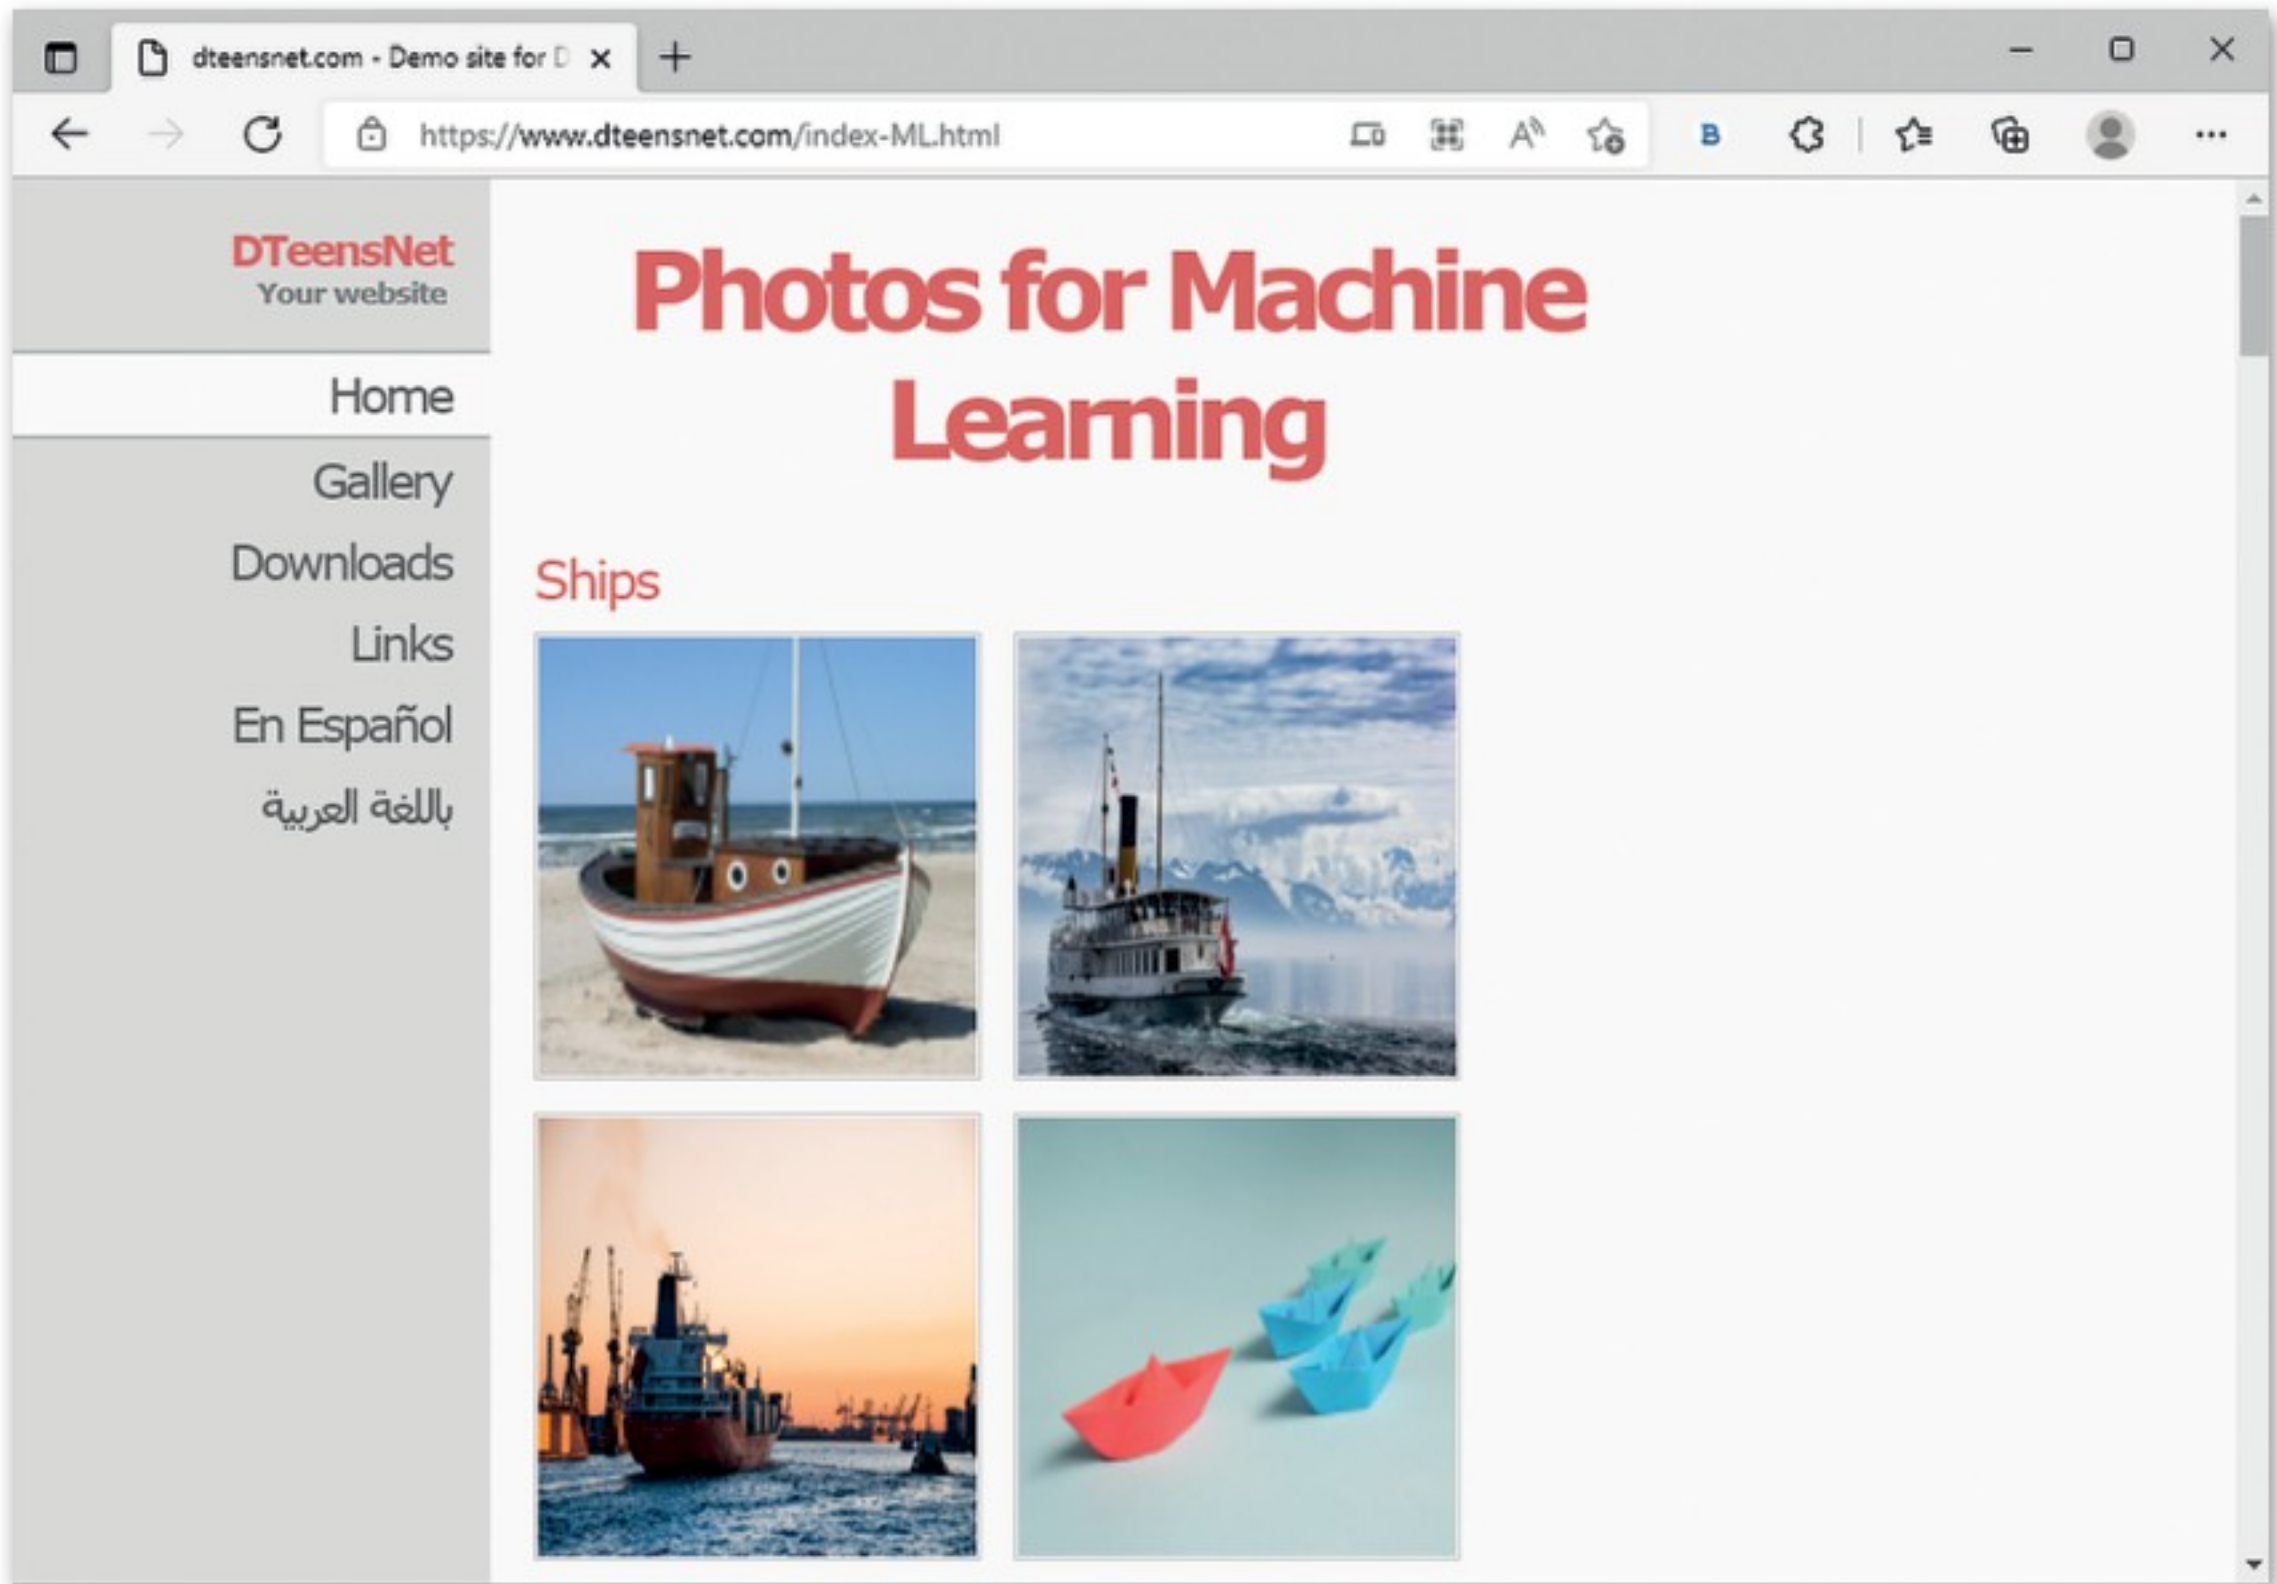 dteensnet.com - Demo site for D
https://www.dteensnet.com/index-ML.html
DTeensNet
Your website
Home
Gallery
Downloads
Links
En Español
باللغة العربية
Photos for Machine
Learning
Ships